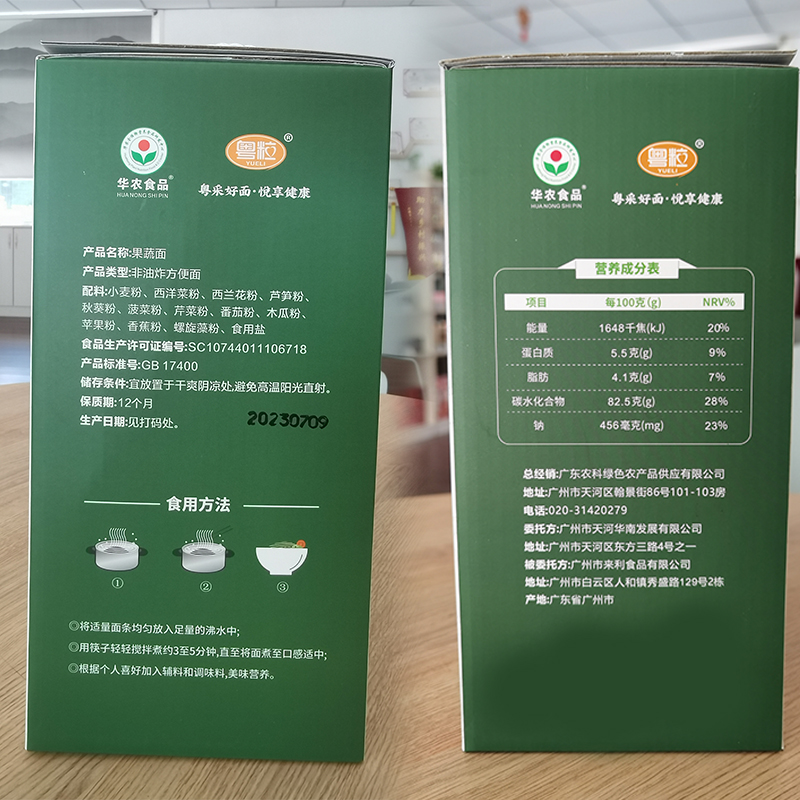 华农食品®
HUA NONG SHI PIN
粤粒®
YUELI
粤采好面·悦享健康
产品名称:果蔬面
产品类型:非油炸方便面
配料:小麦粉、西洋菜粉、西兰花粉、芦笋粉、
秋葵粉、菠菜粉、芹菜粉、番茄粉、木瓜粉、
苹果粉、香蕉粉、螺旋藻粉、食用盐
食品生产许可证编号:SC10744011106718
产品标准号:GB 17400
储存条件:宜放置于干爽阴凉处,避免高温阳光直射。
保质期:12个月
生产日期:见打码处。
20230709
食用方法
① ② ③
◎将适量面条均匀放入足量的沸水中;
◎用筷子轻轻搅拌煮约3至5分钟,直至将面煮至口感适中;
◎根据个人喜好加入辅料和调味料,美味营养。
华农食品®
HUA NONG SHI PIN
粤粒®
YUELI
粤采好面·悦享健康
营养成分表
项目 每100克(g) NRV%
能量 1648千焦(kJ) 20%
蛋白质 5.5克(g) 9%
脂肪 4.1克(g) 7%
碳水化合物 82.5克(g) 28%
钠 456毫克(mg) 23%
总经销:广东农科绿色农产品供应有限公司
地址:广州市天河区翰景街86号101-103房
电话:020-31420279
委托方:广州市天河华南发展有限公司
地址:广州市天河区东方三路4号之一
被委托方:广州市来利食品有限公司
地址:广州市白云区人和镇秀盛路129号2栋
产地:广东省广州市